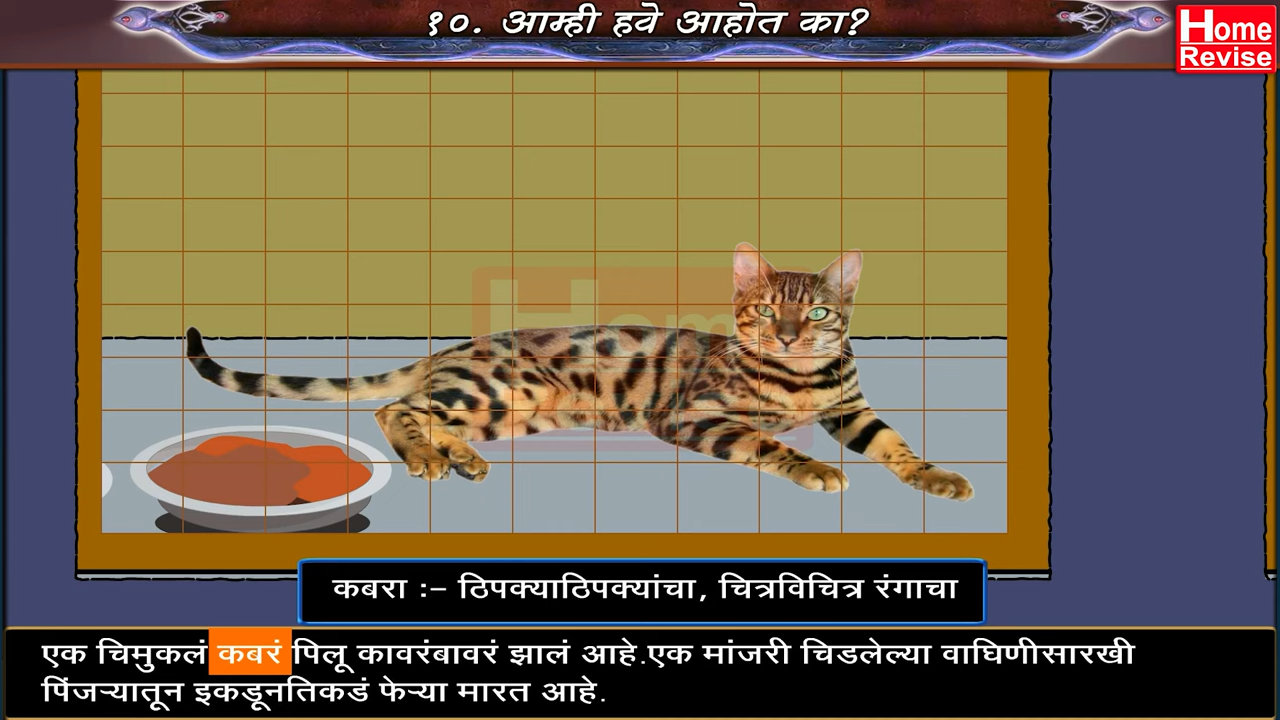 १०. आम्ही हवे आहोत का?
Home
Revise
कबरा :– ठिपक्याठिपक्यांचा, चित्रविचित्र रंगाचा
एक चिमुकलं कबरं पिलू कावरंबावरं झालं आहे.एक मांजरी चिडलेल्या वाघिणीसारखी
पिंजऱ्यातून इकडूनतिकडं फेऱ्या मारत आहे.